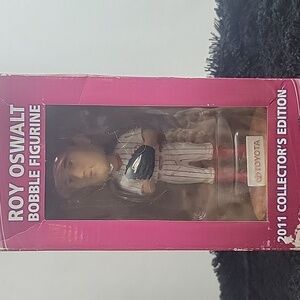 ROY OSWALT
BOBBLE FIGURINE
TOYOTA
2011 COLLECTOR'S EDITION